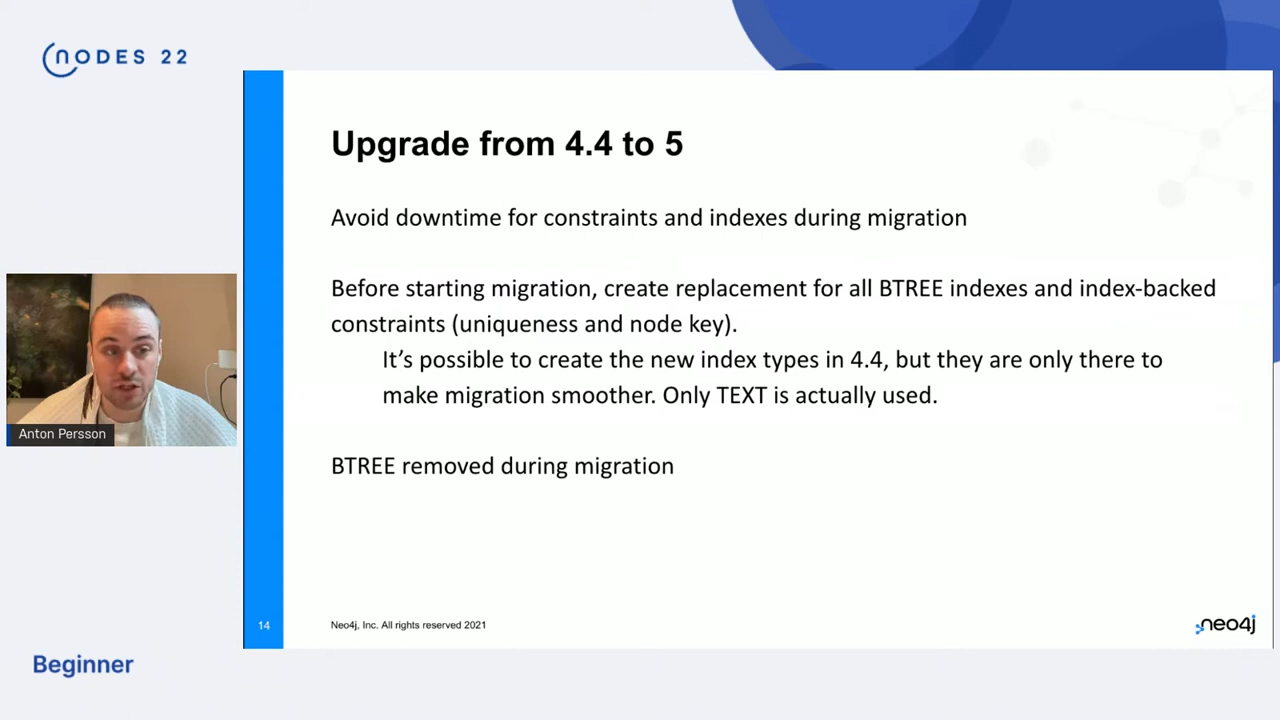 NODES 22
Upgrade from 4.4 to 5
Avoid downtime for constraints and indexes during migration
Before starting migration, create replacement for all BTREE indexes and index-backed
constraints (uniqueness and node key).
It’s possible to create the new index types in 4.4, but they are only there to
make migration smoother. Only TEXT is actually used.
BTREE removed during migration
Anton Persson
14
Neo4j, Inc. All rights reserved 2021
neo4j
Beginner